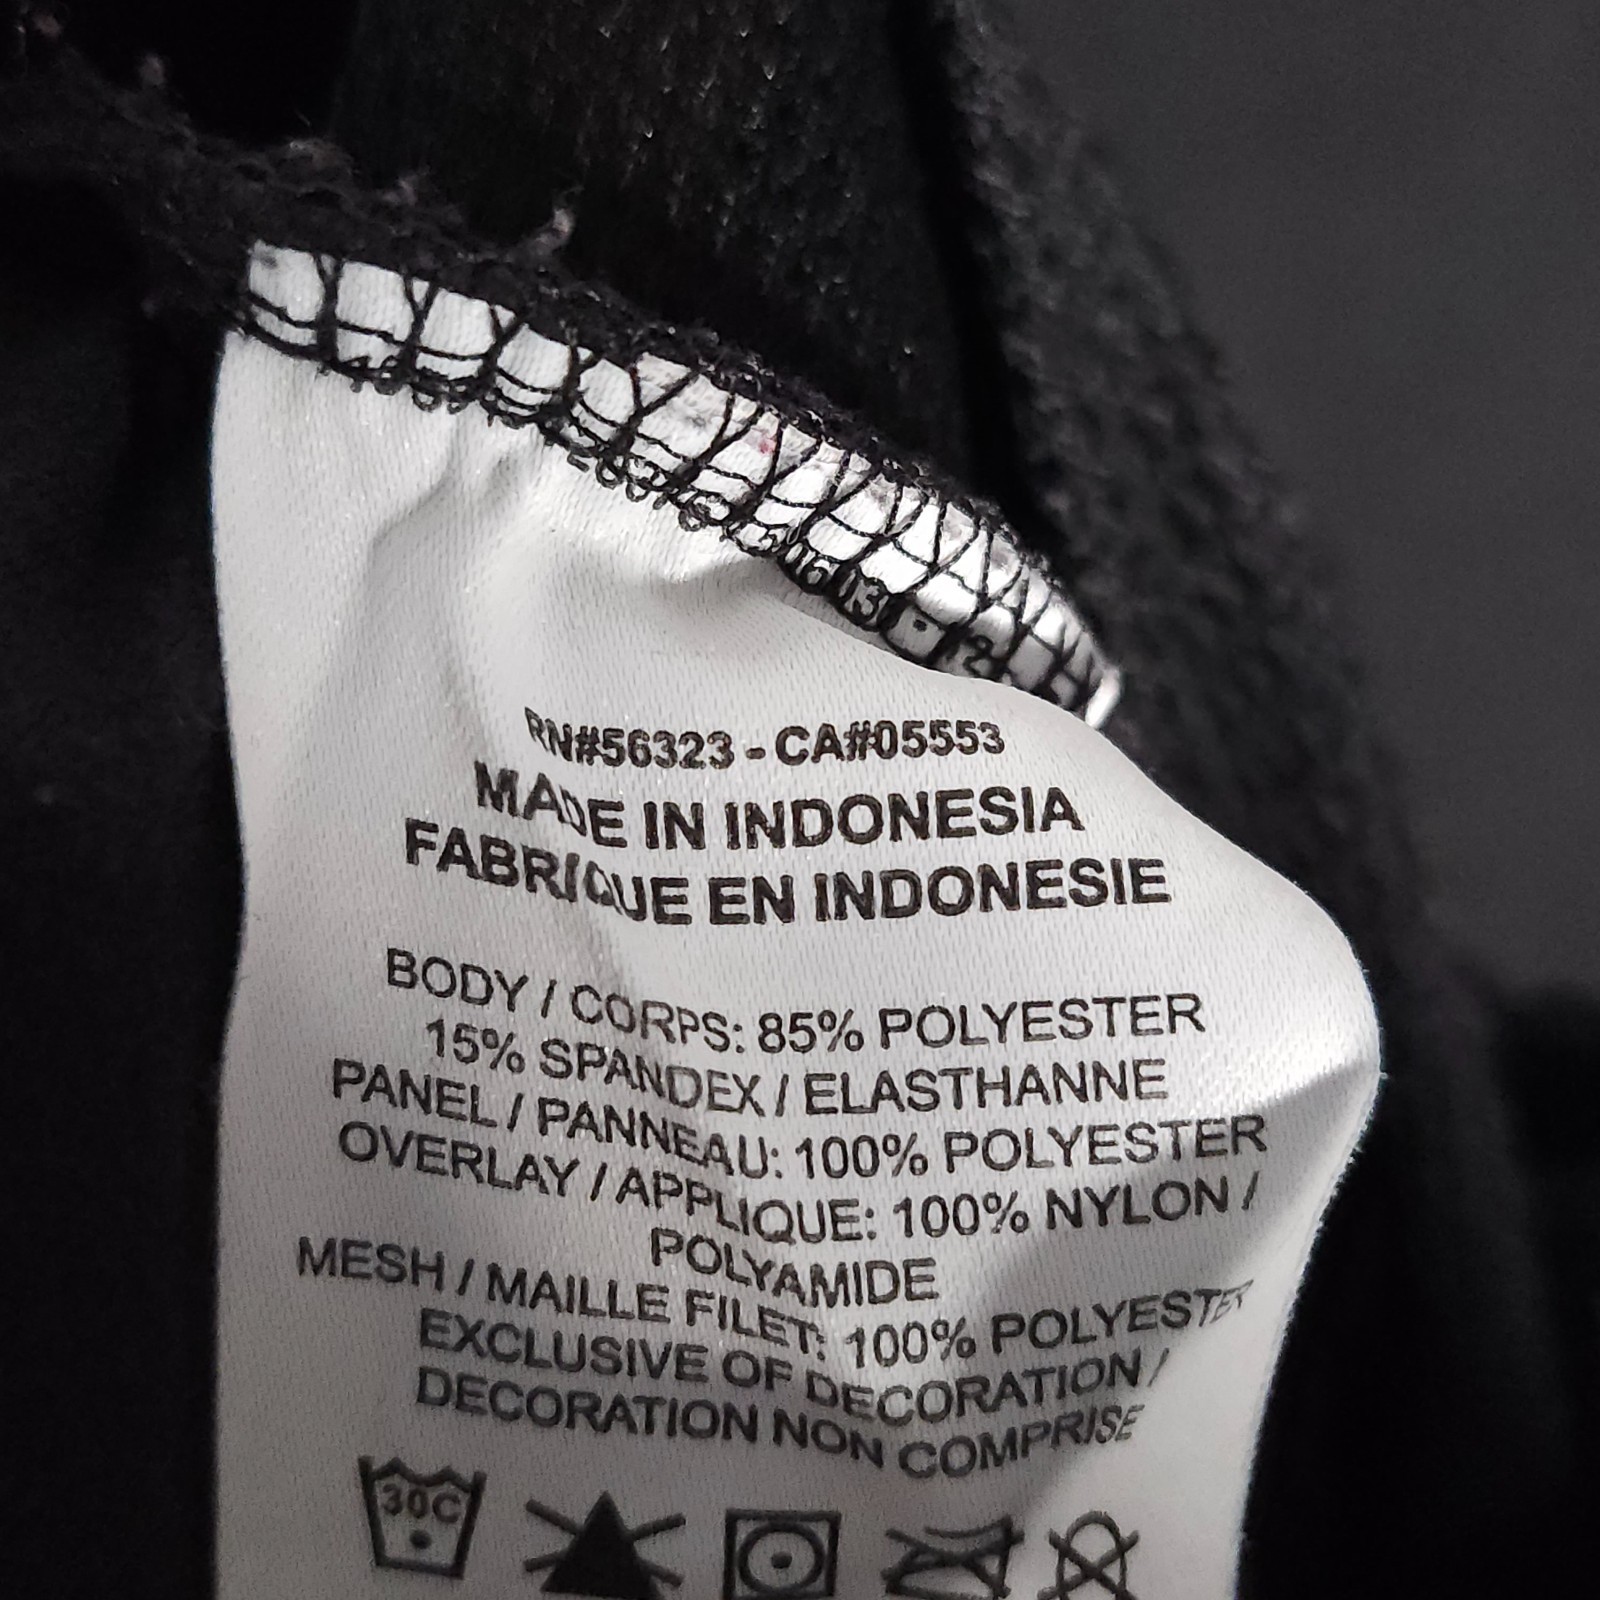 RN#56323 - CA#05553
MADE IN INDONESIA
FABRIQUE EN INDONESIE
BODY / CORPS: 85% POLYESTER
15% SPANDEX / ELASTHANNE
PANEL / PANNEAU: 100% POLYESTER
OVERLAY / APPLIQUE: 100% NYLON /
POLYAMIDE
MESH / MAILLE FILET: 100% POLYESTER
EXCLUSIVE OF DECORATION /
DECORATION NON COMPRISE
30C